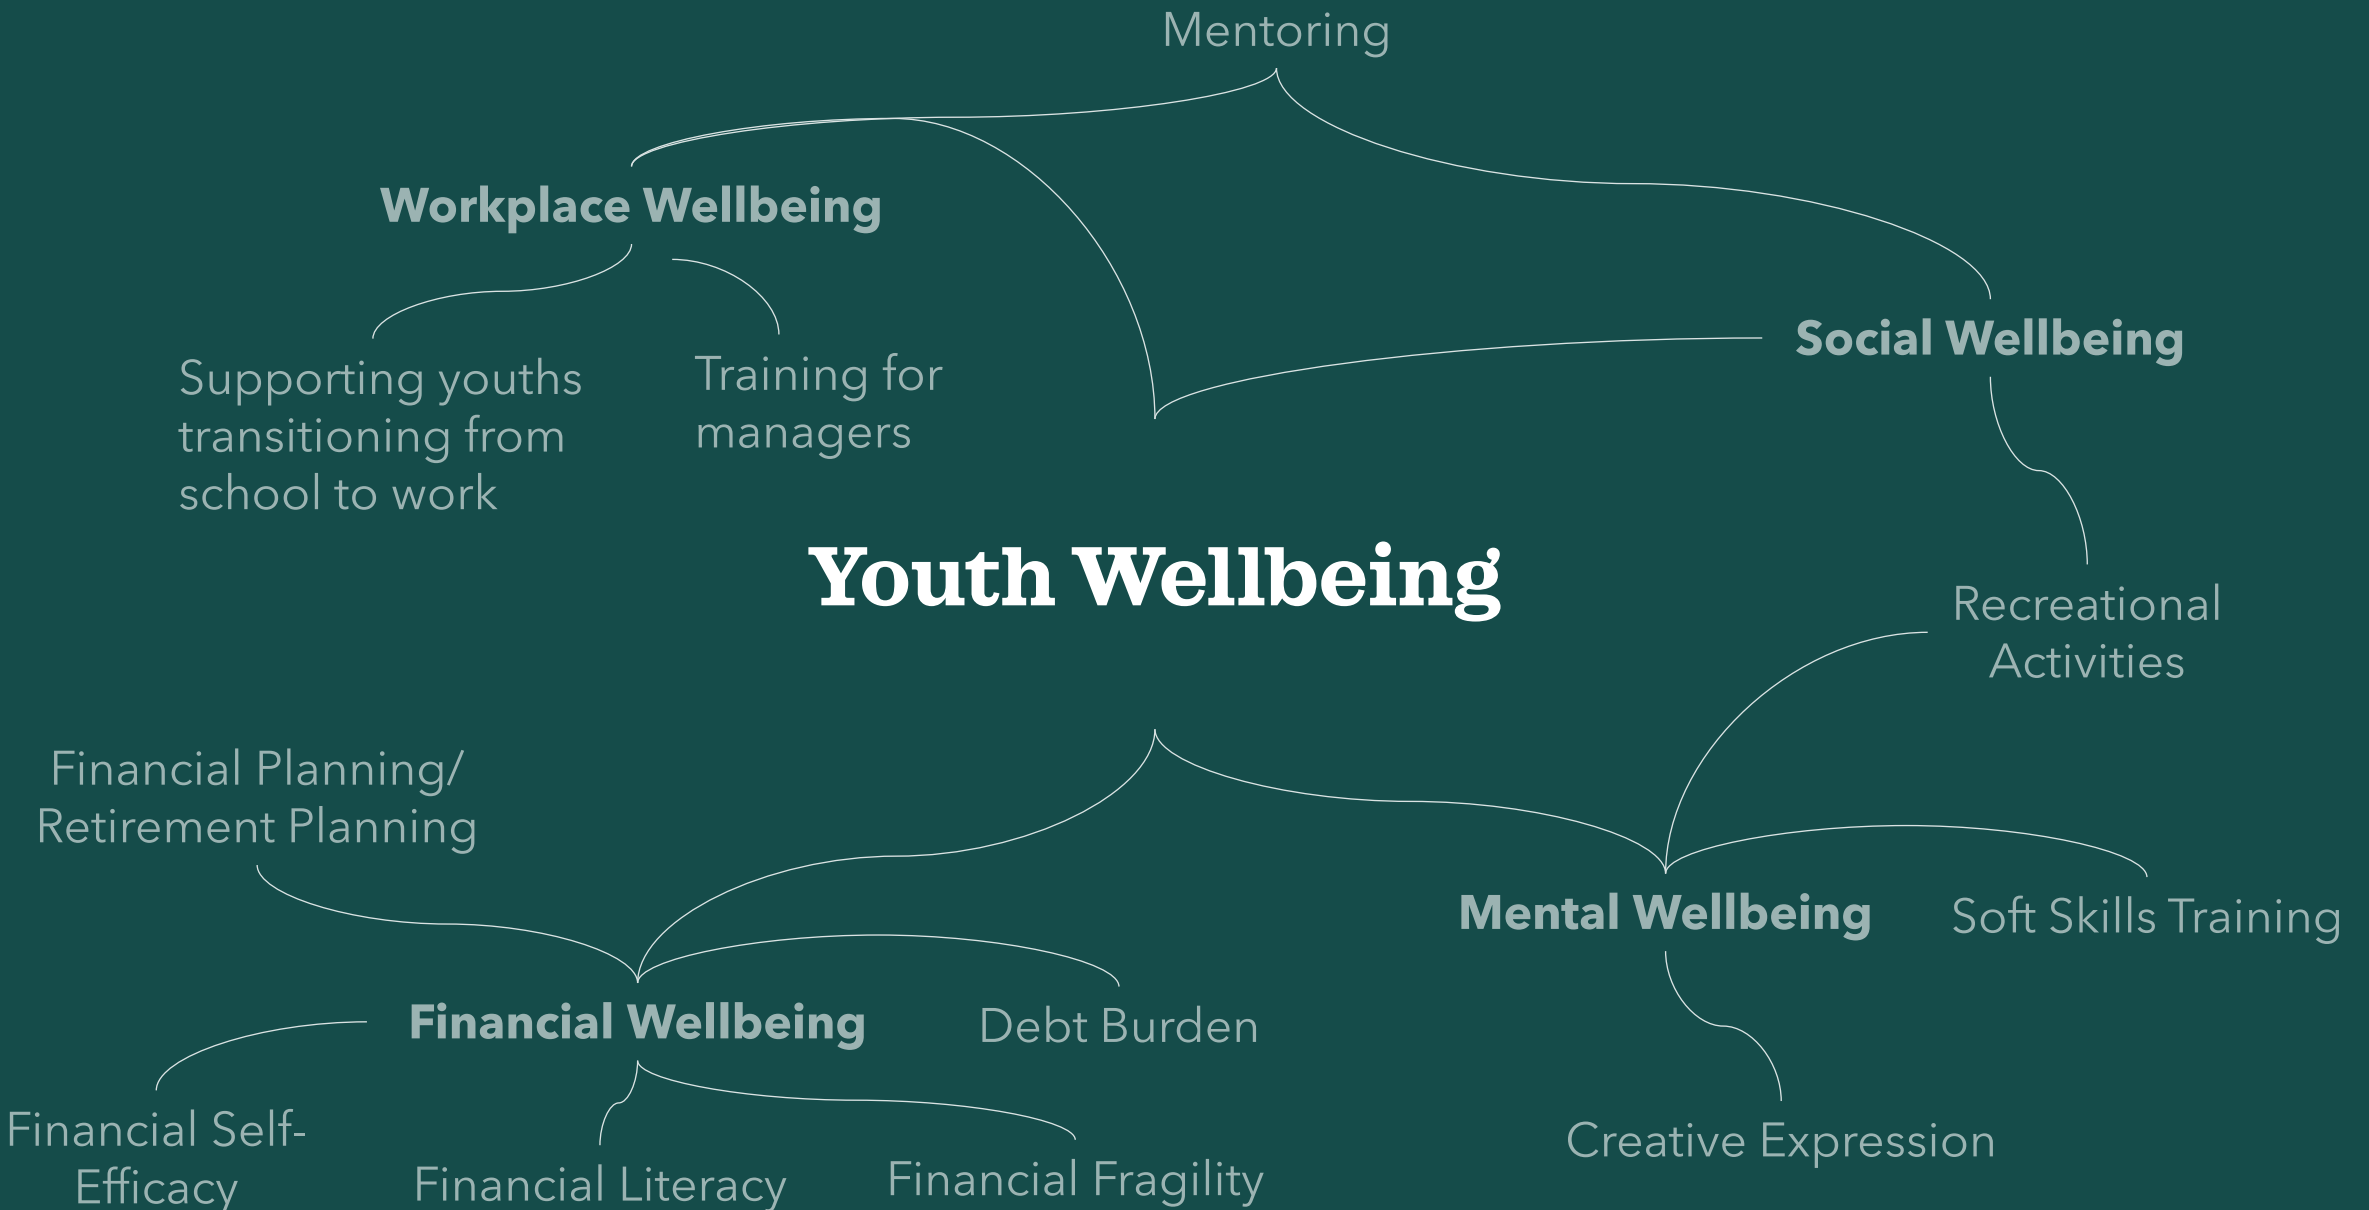 Mentoring
Workplace Wellbeing
Social Wellbeing
Supporting youths
transitioning from
school to work
Training for
managers
Youth Wellbeing
Recreational
Activities
Financial Planning/
Retirement Planning
Mental Wellbeing
Soft Skills Training
Financial Wellbeing
Debt Burden
Financial Self-
Efficacy
Financial Literacy
Financial Fragility
Creative Expression